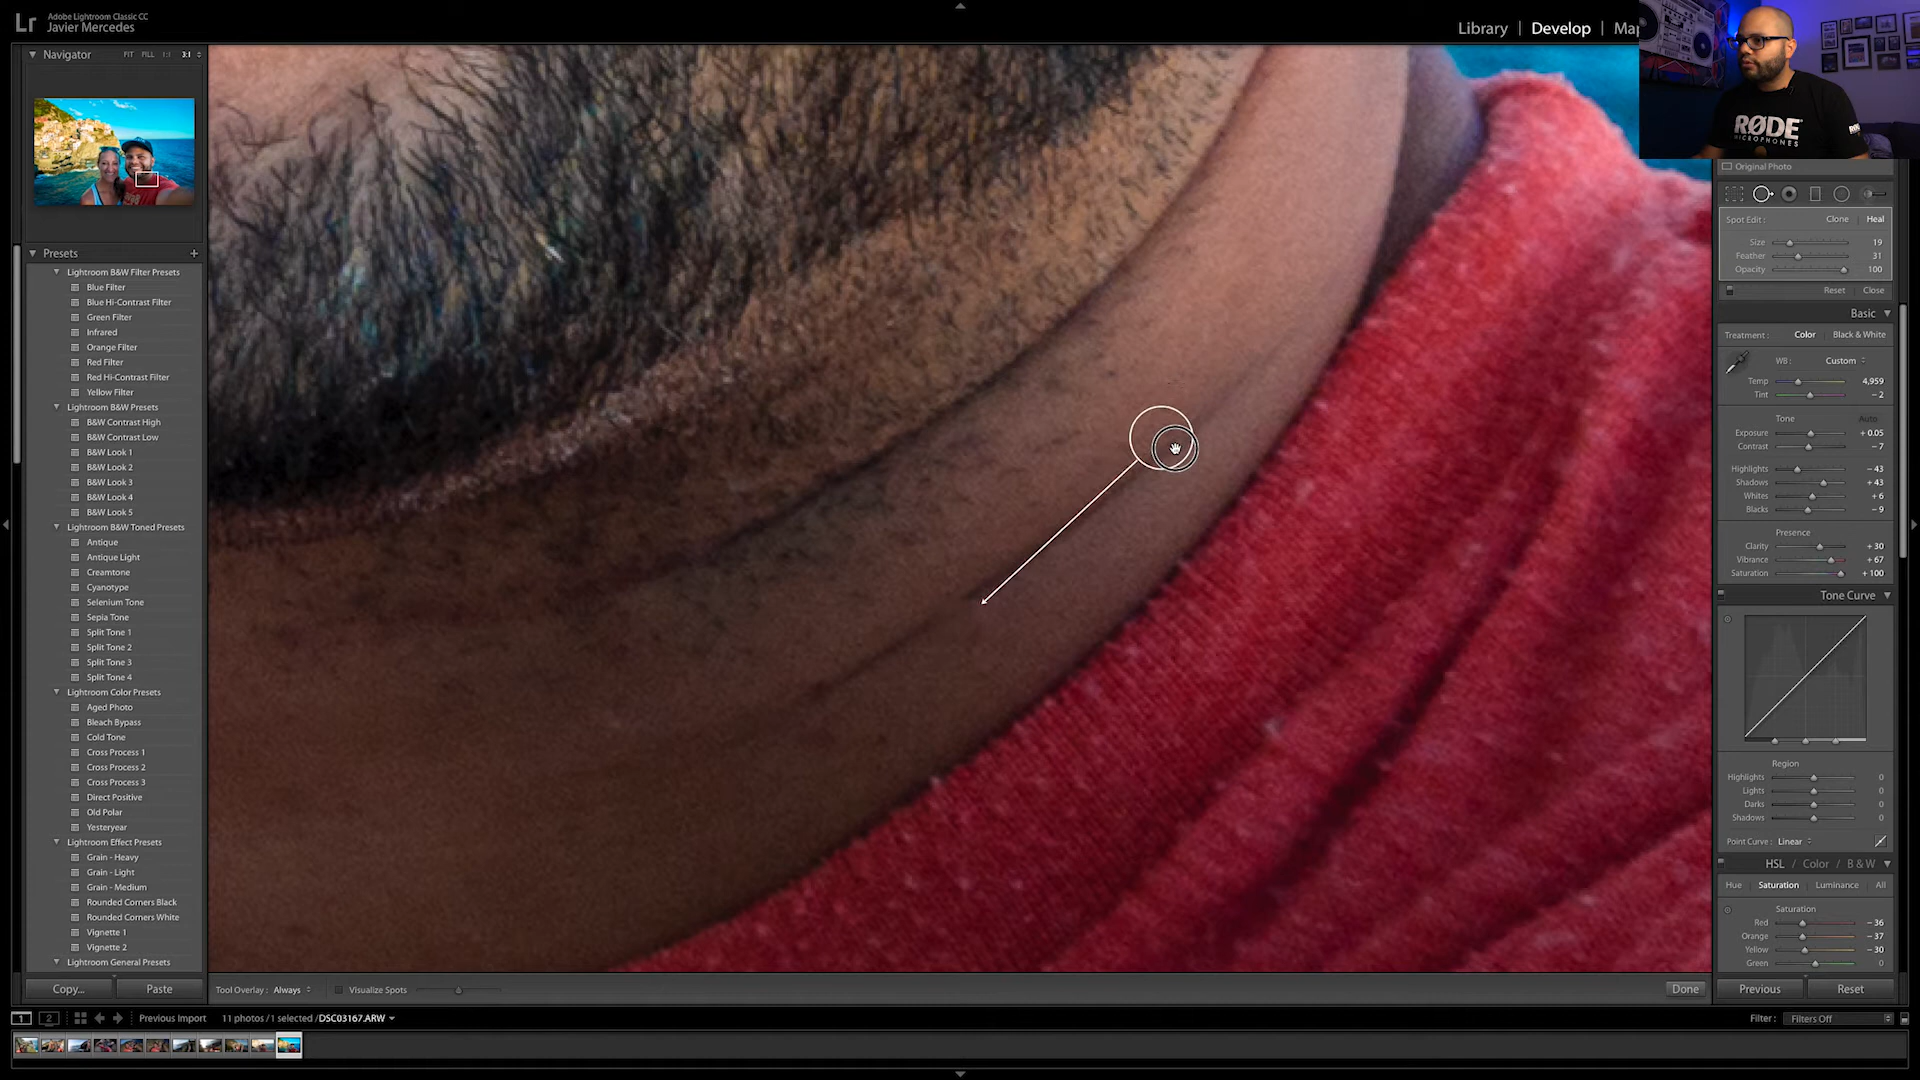 Lr
Adobe Lightroom Classic CC
Javier Mercedes
Library | Develop | Map
Navigator FIT FILL 1:1 3:1
RØDE
MICROPHONES
Original Photo
Spot Edit : Clone Heal
Size 19
Feather 31
Opacity 100
Reset Close
Basic
Treatment : Color Black & White
WB : Custom
Temp 4,959
Tint − 2
Tone Auto
Exposure + 0.05
Contrast − 7
Highlights − 43
Shadows + 43
Whites + 6
Blacks − 9
Presence
Clarity + 30
Vibrance + 67
Saturation + 100
Tone Curve
Region
Highlights 0
Lights 0
Darks 0
Shadows 0
Point Curve : Linear
HSL / Color / B & W
Hue Saturation Luminance All
Saturation
Red − 36
Orange − 37
Yellow − 30
Green 0
Previous Reset
Presets +
Lightroom B&W Filter Presets
Blue Filter
Blue Hi-Contrast Filter
Green Filter
Infrared
Orange Filter
Red Filter
Red Hi-Contrast Filter
Yellow Filter
Lightroom B&W Presets
B&W Contrast High
B&W Contrast Low
B&W Look 1
B&W Look 2
B&W Look 3
B&W Look 4
B&W Look 5
Lightroom B&W Toned Presets
Antique
Antique Light
Creamtone
Cyanotype
Selenium Tone
Sepia Tone
Split Tone 1
Split Tone 2
Split Tone 3
Split Tone 4
Lightroom Color Presets
Aged Photo
Bleach Bypass
Cold Tone
Cross Process 1
Cross Process 2
Cross Process 3
Direct Positive
Old Polar
Yesteryear
Lightroom Effect Presets
Grain - Heavy
Grain - Light
Grain - Medium
Rounded Corners Black
Rounded Corners White
Vignette 1
Vignette 2
Lightroom General Presets
Copy... Paste
Tool Overlay : Always Visualize Spots Done
1 2 Previous Import 11 photos / 1 selected / DSC03167.ARW Filter : Filters Off